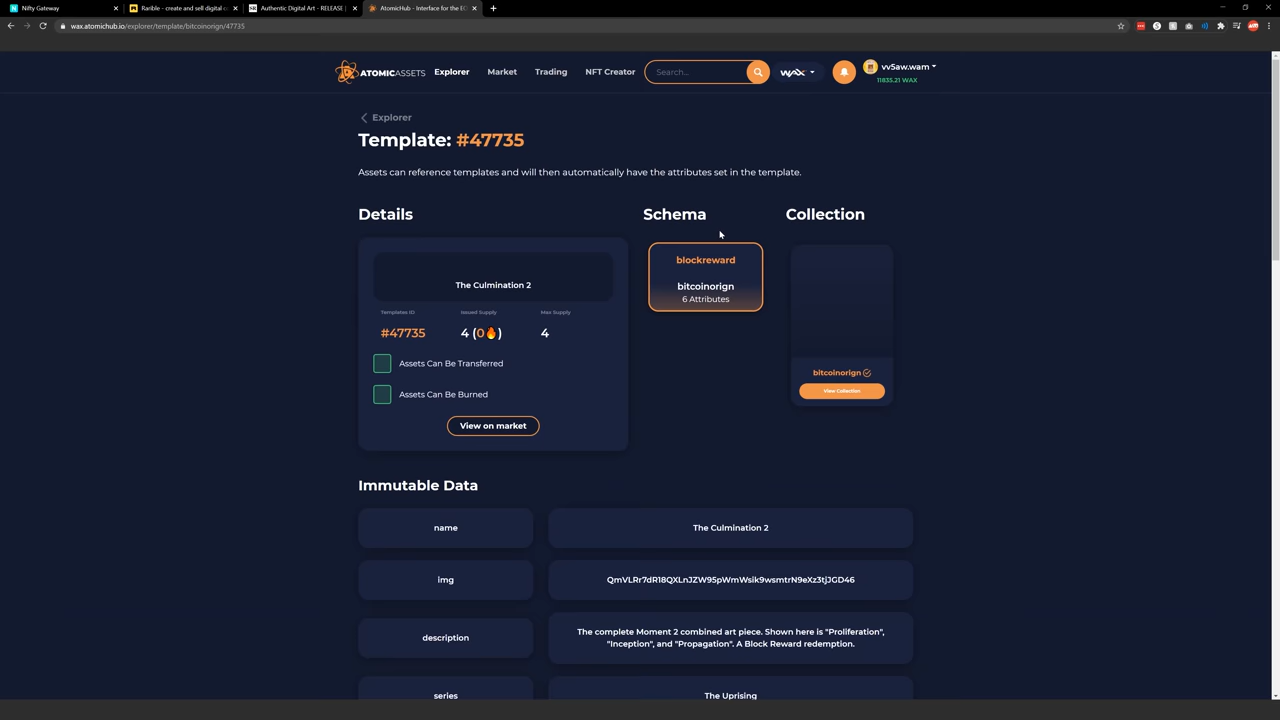 Nifty Gateway
Rarible - create and sell digital c
Authentic Digital Art - RELEASE
AtomicHub - Interface for the E
wax.atomichub.io/explorer/template/bitcoinorign/47735
ATOMICASSETS
Explorer
Market
Trading
NFT Creator
Search...
WAX
vv5aw.wam
11835.21 WAX
Explorer
Template: #47735
Assets can reference templates and will then automatically have the attributes set in the template.
Details
Schema
Collection
The Culmination 2
Templates ID
Issued Supply
Max Supply
#47735
4 (0🔥)
4
Assets Can Be Transferred
Assets Can Be Burned
View on market
blockreward
bitcoinorign
6 Attributes
bitcoinorign
View Collection
Immutable Data
name
The Culmination 2
img
QmVLRr7dR18QXLnJZW95pWmWsik9wsmtrN9eXz3tjJGD46
description
The complete Moment 2 combined art piece. Shown here is "Proliferation",
"Inception", and "Propagation". A Block Reward redemption.
series
The Uprising